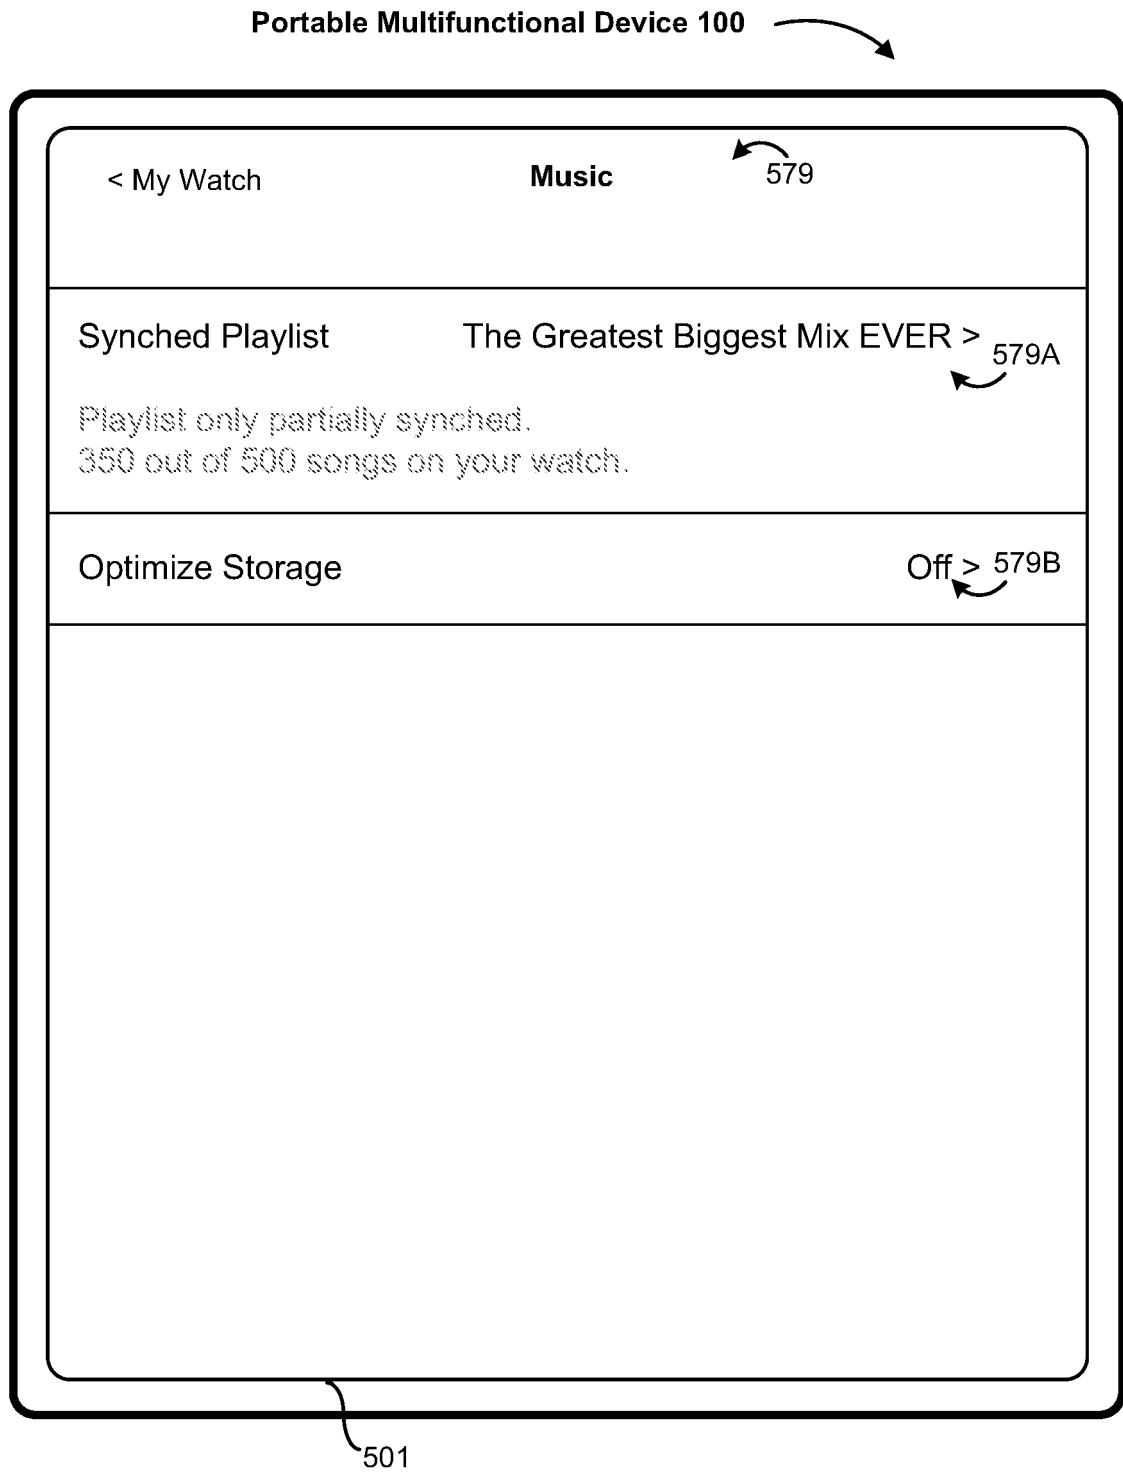 Portable Multifunctional Device 100
< My Watch
Music
579
Synched Playlist
The Greatest Biggest Mix EVER >
579A
Playlist only partially synched.
350 out of 500 songs on your watch.
Optimize Storage
Off >
579B
501